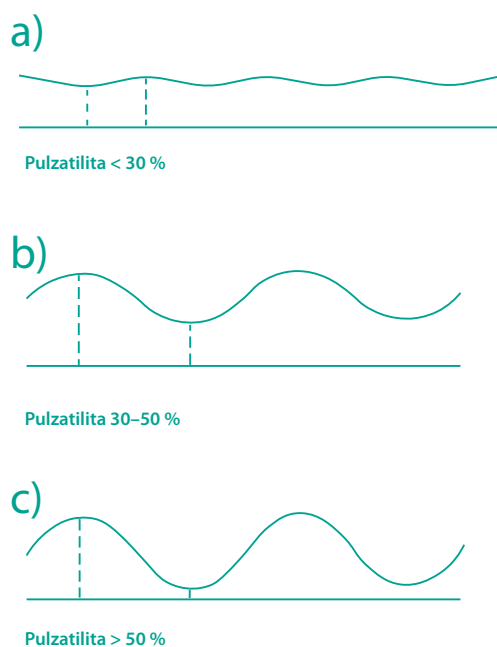 a)
Pulzatilita < 30 %
b)
Pulzatilita 30–50 %
c)
Pulzatilita > 50 %